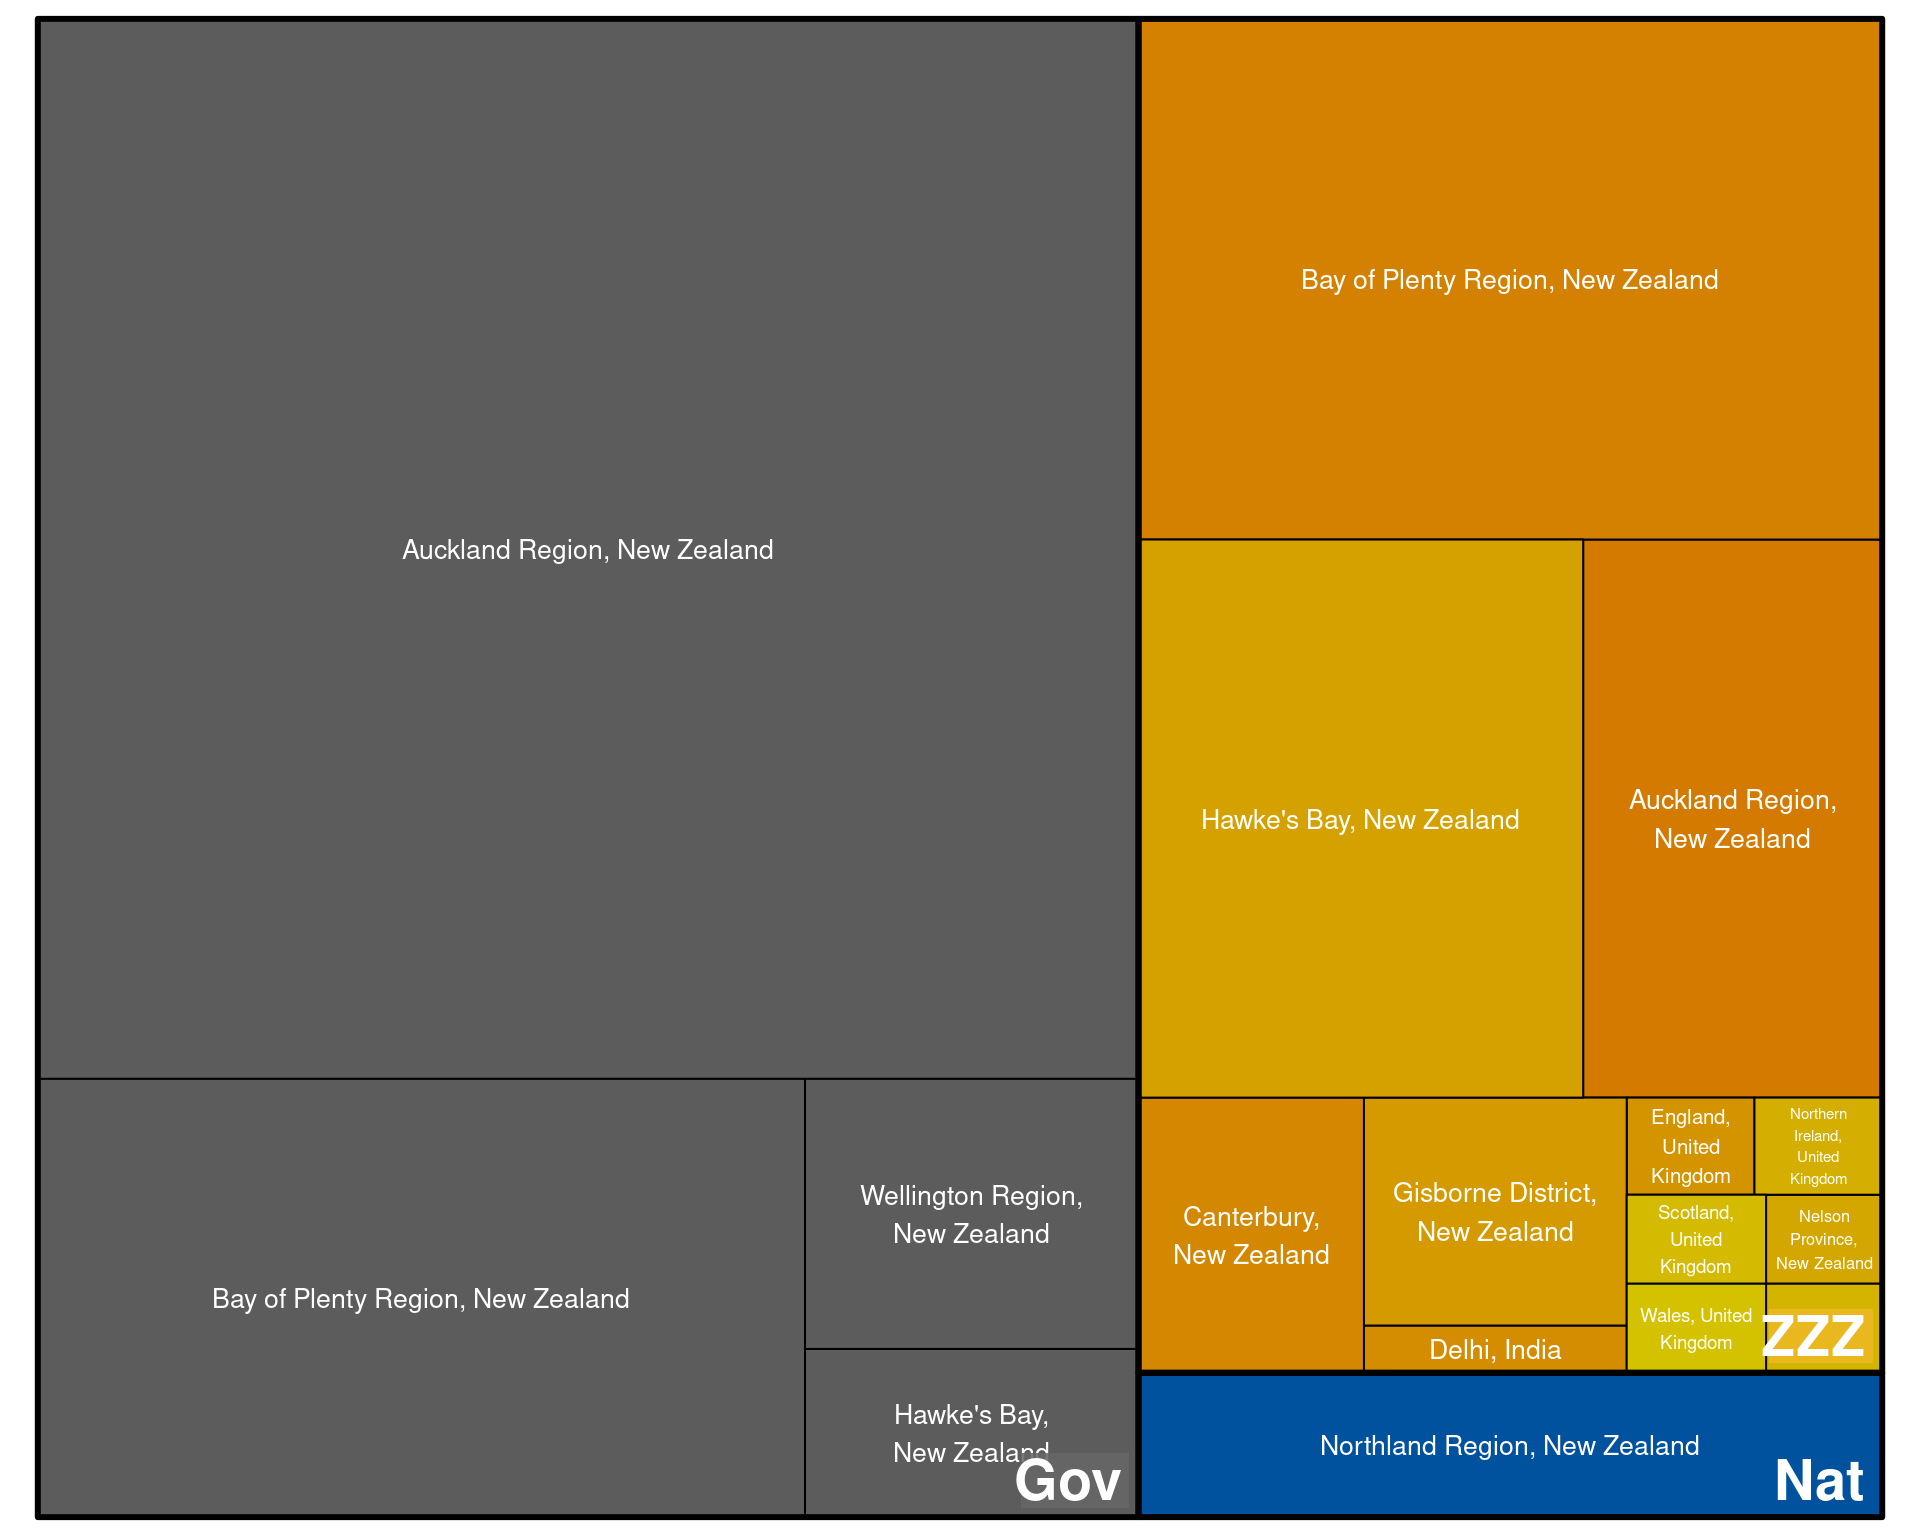 Auckland Region, New Zealand
Bay of Plenty Region, New Zealand
Wellington Region,
New Zealand
Hawke's Bay,
New Zealand
Gov
Bay of Plenty Region, New Zealand
Hawke's Bay, New Zealand
Auckland Region,
New Zealand
Canterbury,
New Zealand
Gisborne District,
New Zealand
Delhi, India
England,
United
Kingdom
Northern
Ireland,
United
Kingdom
Scotland,
United
Kingdom
Nelson
Province,
New Zealand
Wales, United
Kingdom
ZZZ
Northland Region, New Zealand
Nat